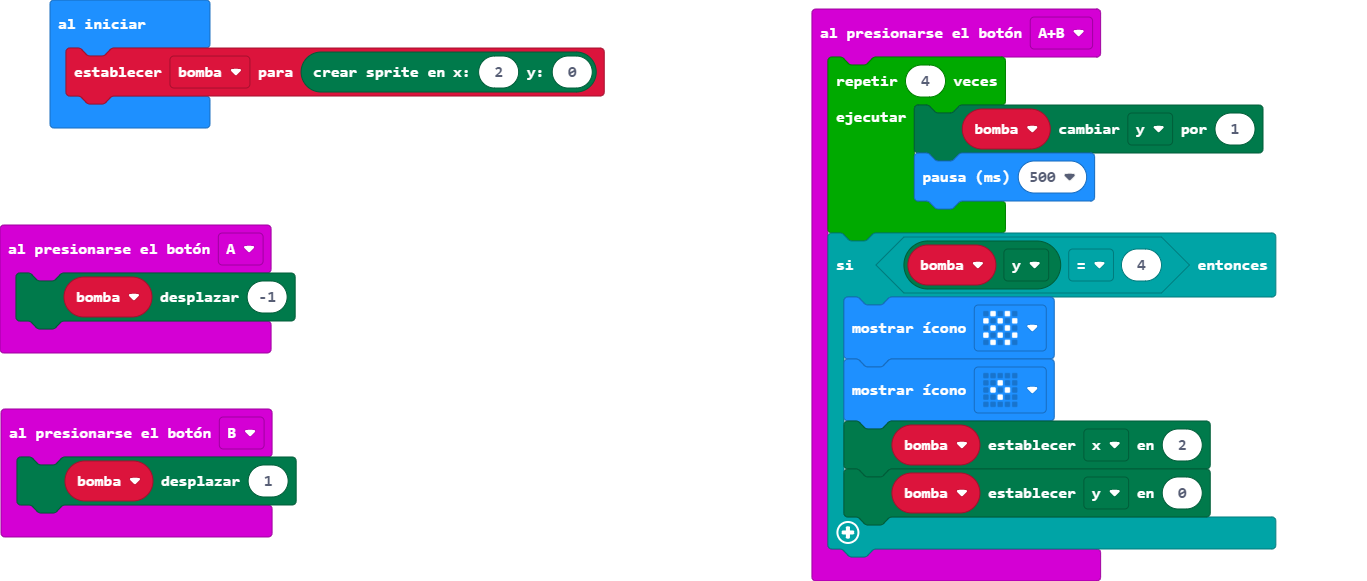 al iniciar
establecer bomba para crear sprite en x: 2 y: 0
al presionarse el botón A
bomba desplazar -1
al presionarse el botón B
bomba desplazar 1
al presionarse el botón A+B
repetir 4 veces
ejecutar
bomba cambiar y por 1
pausa (ms) 500
si bomba y = 4 entonces
mostrar ícono
mostrar ícono
bomba establecer x en 2
bomba establecer y en 0